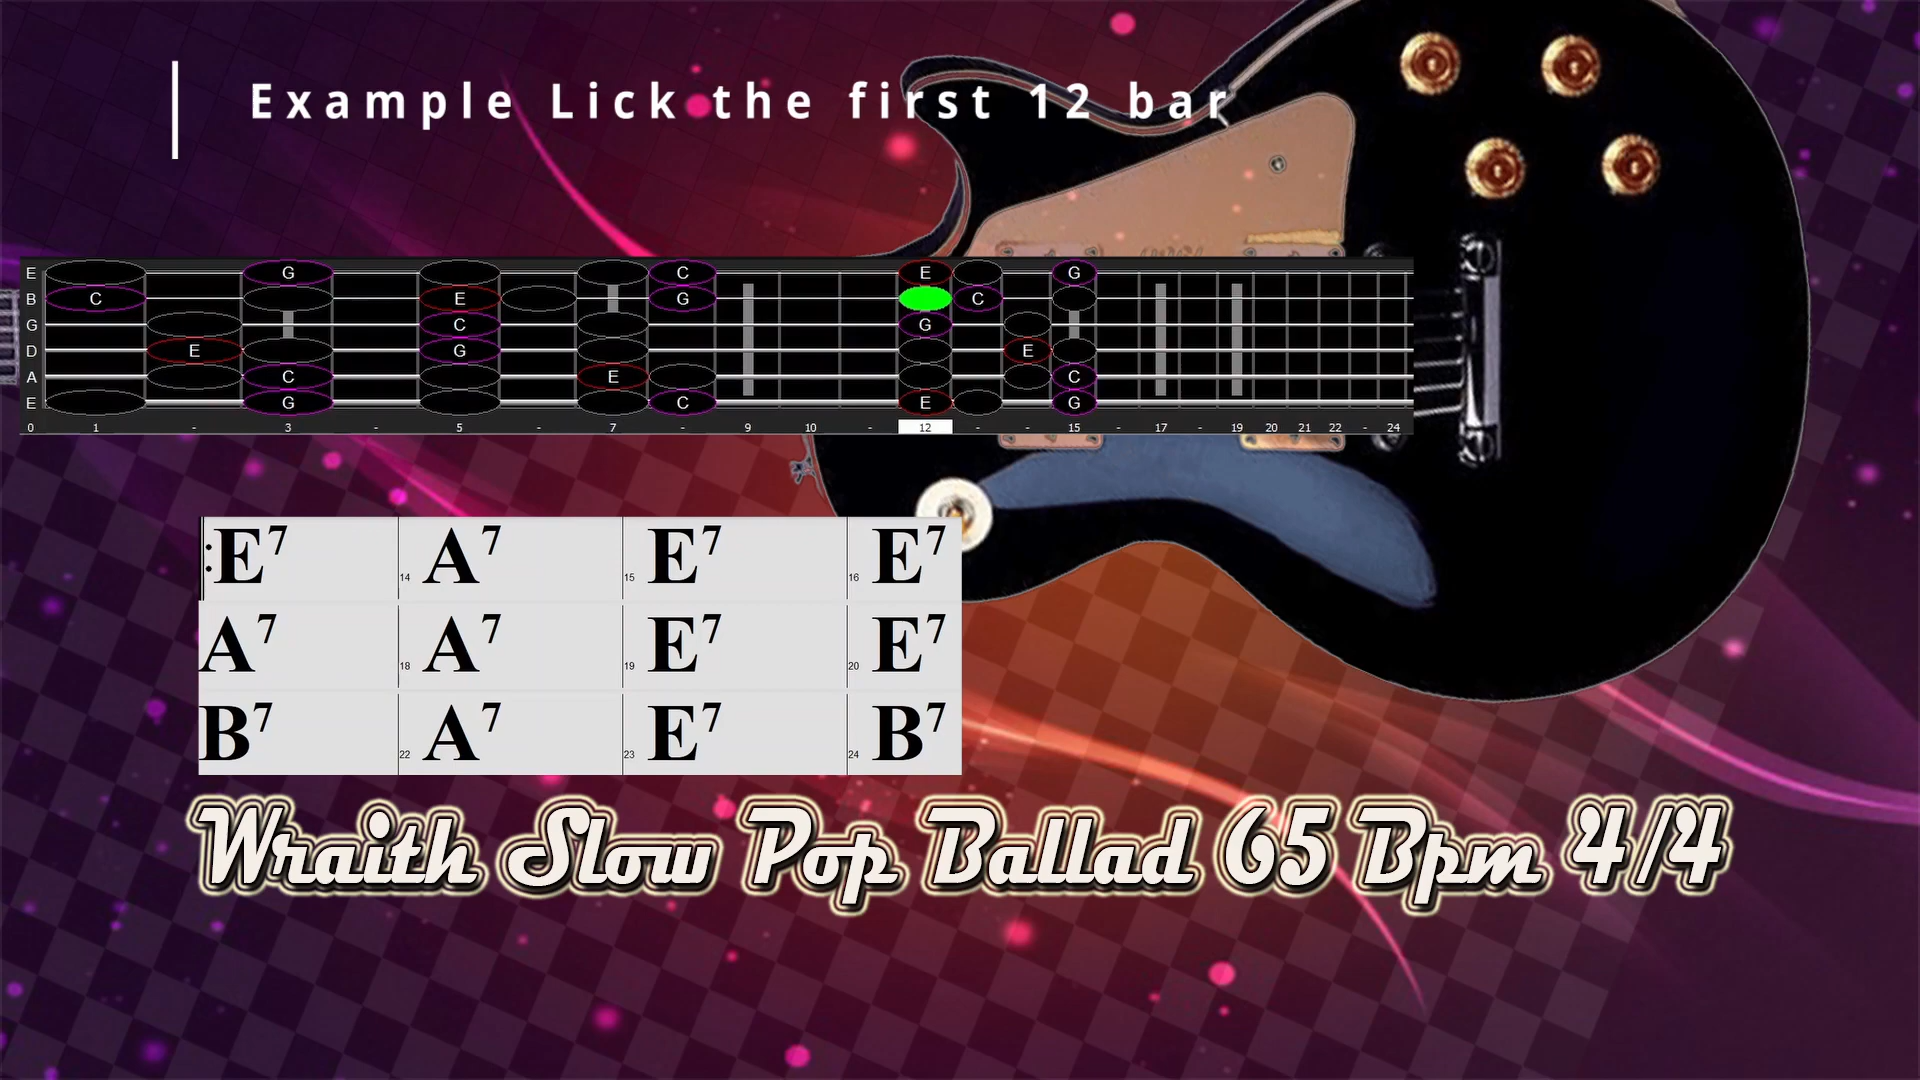 Example Lick the first 12 bar
E G C E G
B C E G C
G C G
D E G E
A C E C
E G C E G
0 1 - 3 - 5 - 7 - 9 10 - 12 - - 15 - 17 - 19 20 21 22 - 24
:E7 14 A7 15 E7 16 E7
A7 18 A7 19 E7 20 E7
B7 22 A7 23 E7 24 B7
Wraith Slow Pop Ballad 65 Bpm 4/4